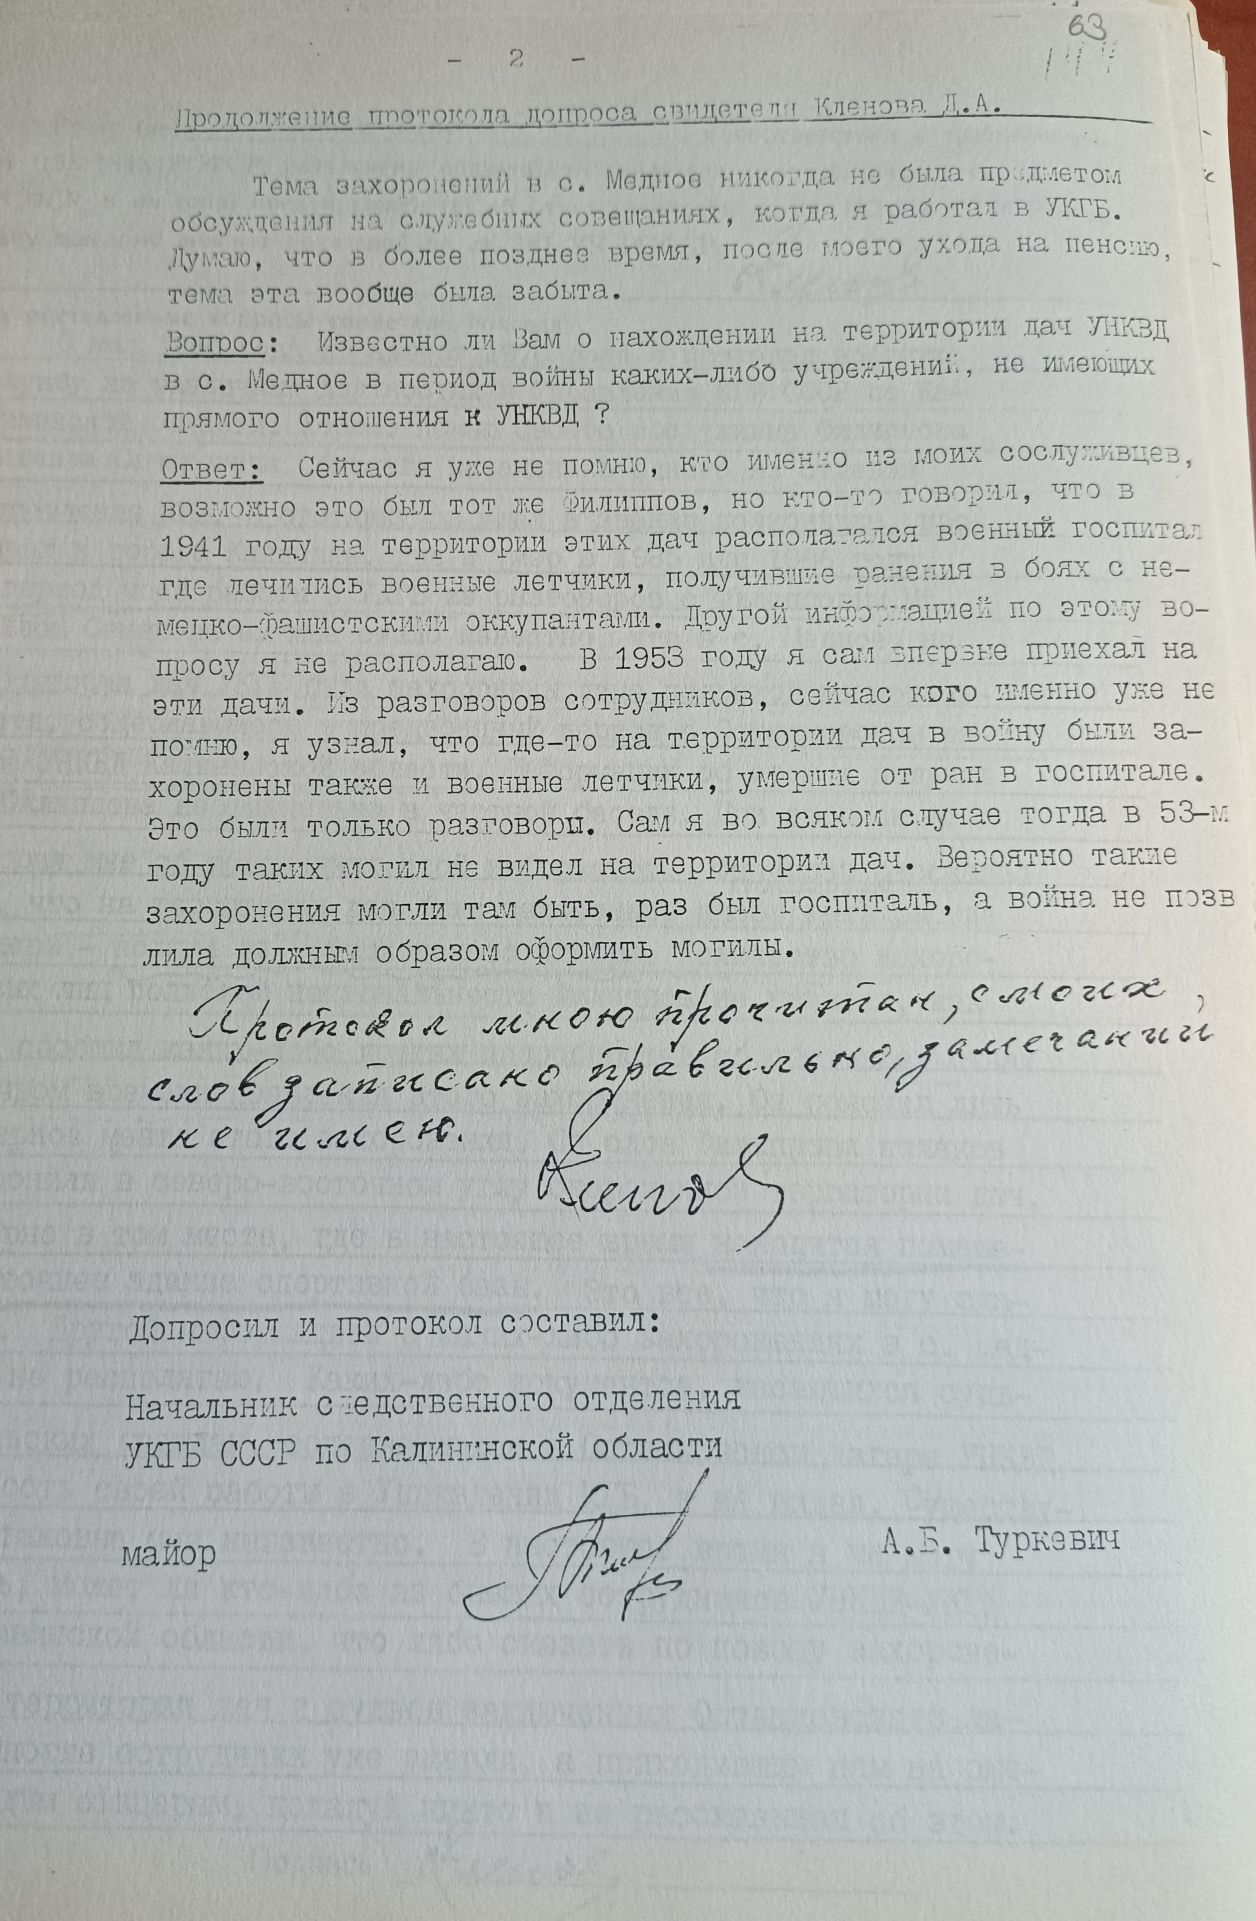 63
144
- 2 -
Продолжение протокола допроса свидетеля Кленова Д.А.
Тема захоронений в с. Медное никогда не была предметом
обсуждения на служебных совещаниях, когда я работал в УКГБ.
Думаю, что в более позднее время, после моего ухода на пенсию,
тема эта вообще была забыта.
Вопрос: Известно ли Вам о нахождении на территории дач УНКВД
в с. Медное в период войны каких-либо учреждений, не имеющих
прямого отношения к УНКВД ?
Ответ: Сейчас я уже не помню, кто именно из моих сослуживцев,
возможно это был тот же Филиппов, но кто-то говорил, что в
1941 году на территории этих дач располагался военный госпитал
где лечились военные летчики, получившие ранения в боях с не-
мецко-фашистскими оккупантами. Другой информацией по этому во-
просу я не располагаю. В 1953 году я сам впервые приехал на
эти дачи. Из разговоров сотрудников, сейчас кого именно уже не
помню, я узнал, что где-то на территории дач в войну были за-
хоронены также и военные летчики, умершие от ран в госпитале.
Это были только разговоры. Сам я во всяком случае тогда в 53-м
году таких могил не видел на территории дач. Вероятно такие
захоронения могли там быть, раз был госпиталь, а война не позв
лила должным образом оформить могилы.
Протокол мною прочитан, с моих
слов записано правильно, замечаний
не имею.
Допросил и протокол составил:
Начальник следственного отделения
УКГБ СССР по Калининской области
майор А.Б. Туркевич